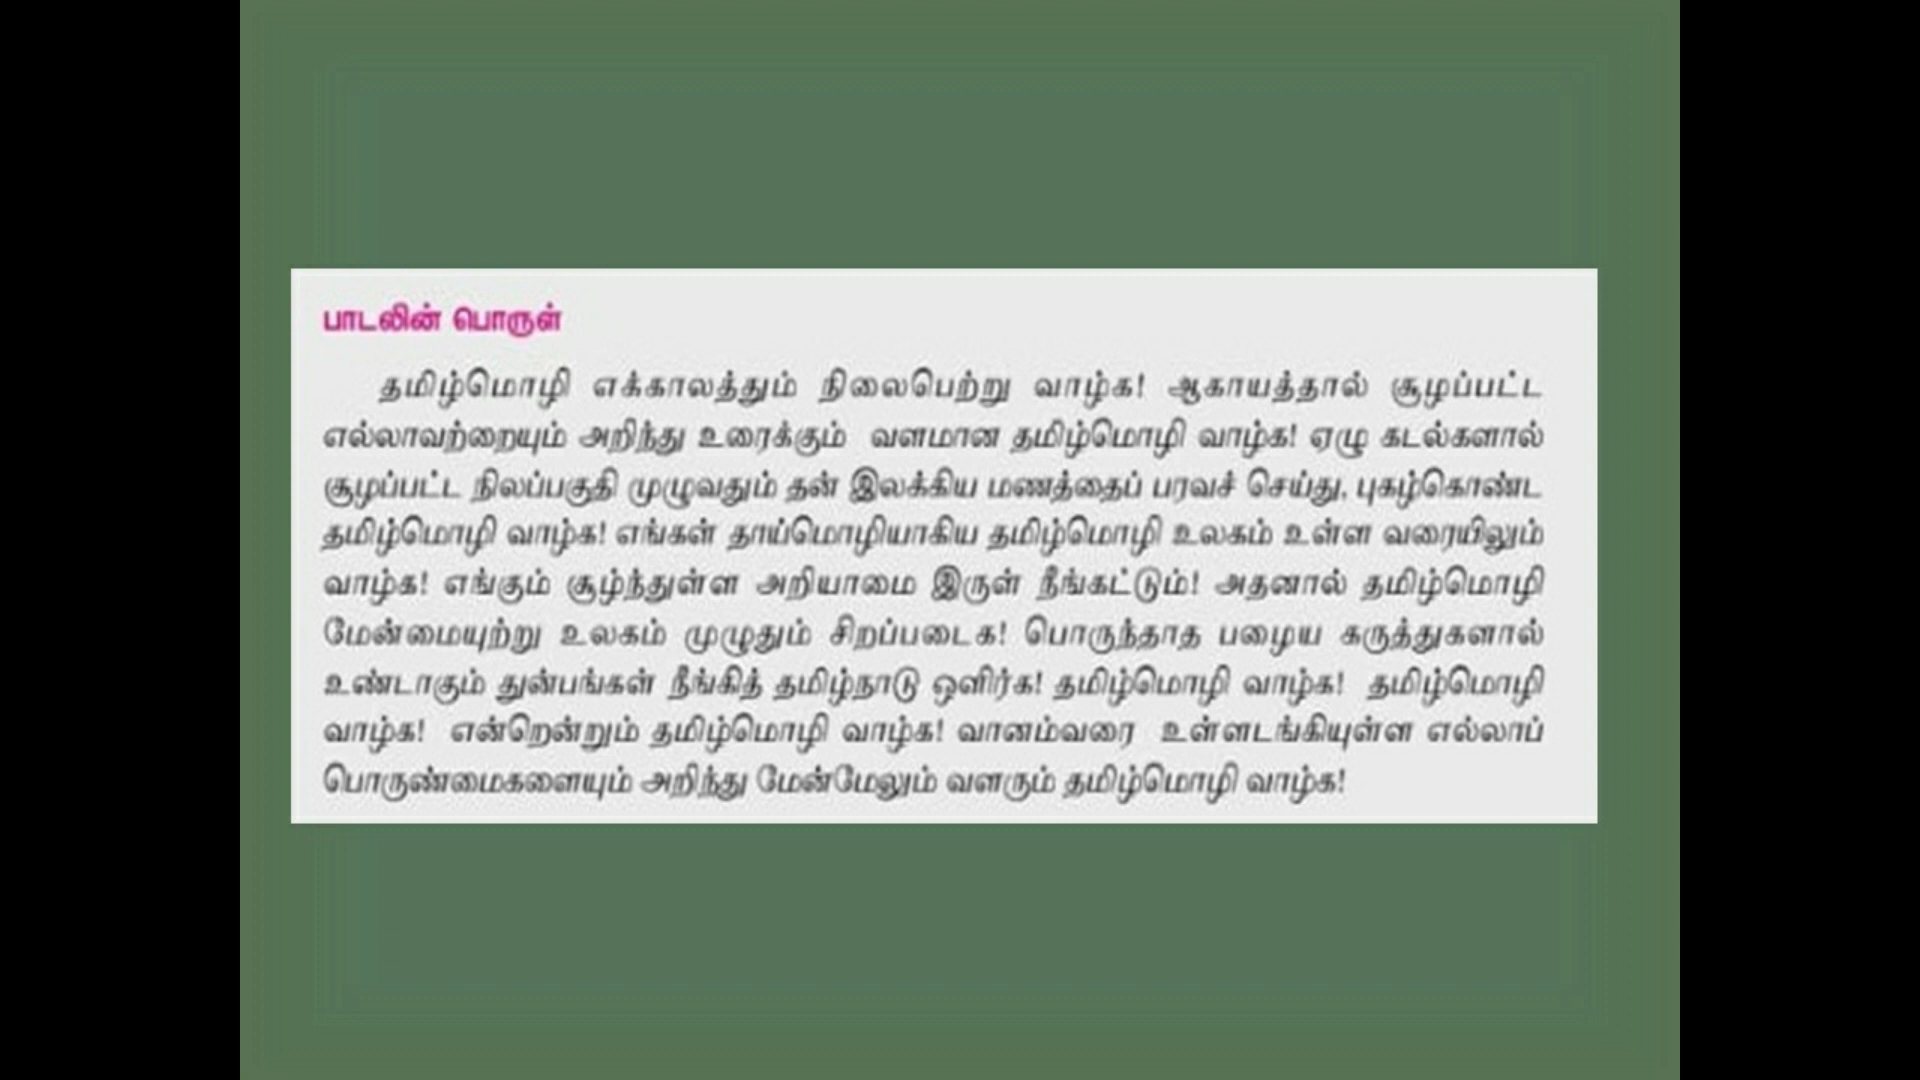 பாடலின் பொருள்
தமிழ்மொழி எக்காலத்தும் நிலைபெற்று வாழ்க! ஆகாயத்தால் சூழப்பட்ட
எல்லாவற்றையும் அறிந்து உரைக்கும் வளமான தமிழ்மொழி வாழ்க! ஏழு கடல்களால்
சூழப்பட்ட நிலப்பகுதி முழுவதும் தன் இலக்கிய மணத்தைப் பரவச் செய்து, புகழ்கொண்ட
தமிழ்மொழி வாழ்க! எங்கள் தாய்மொழியாகிய தமிழ்மொழி உலகம் உள்ள வரையிலும்
வாழ்க! எங்கும் சூழ்ந்துள்ள அறியாமை இருள் நீங்கட்டும்! அதனால் தமிழ்மொழி
மேன்மையுற்று உலகம் முழுதும் சிறப்படைக! பொருந்தாத பழைய கருத்துகளால்
உண்டாகும் துன்பங்கள் நீங்கித் தமிழ்நாடு ஒளிர்க! தமிழ்மொழி வாழ்க! தமிழ்மொழி
வாழ்க! என்றென்றும் தமிழ்மொழி வாழ்க! வானம்வரை உள்ளடங்கியுள்ள எல்லாப்
பொருண்மைகளையும் அறிந்து மேன்மேலும் வளரும் தமிழ்மொழி வாழ்க!